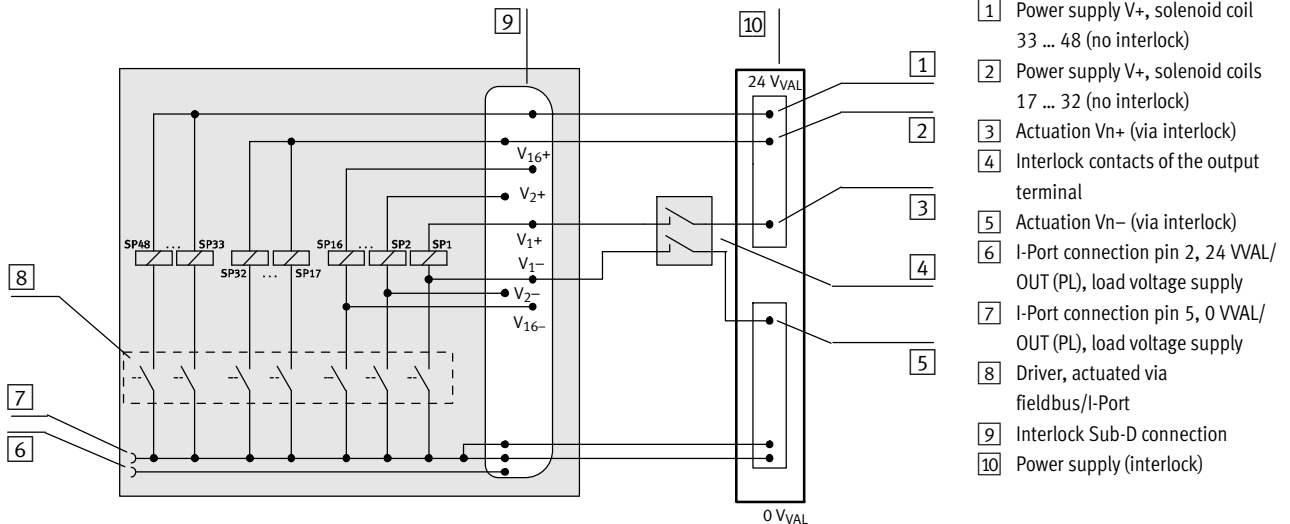 9
10
24 VVAL
1
2
V16+
V2+
3
SP48 ... SP33
SP16 ... SP2 SP1
V1+
SP32 ... SP17
V1–
4
8
V2–
V16–
5
7
6
0 VVAL
1 Power supply V+, solenoid coil
33 ... 48 (no interlock)
2 Power supply V+, solenoid coils
17 ... 32 (no interlock)
3 Actuation Vn+ (via interlock)
4 Interlock contacts of the output
terminal
5 Actuation Vn– (via interlock)
6 I-Port connection pin 2, 24 VVAL/
OUT (PL), load voltage supply
7 I-Port connection pin 5, 0 VVAL/
OUT (PL), load voltage supply
8 Driver, actuated via
fieldbus/I-Port
9 Interlock Sub-D connection
10 Power supply (interlock)